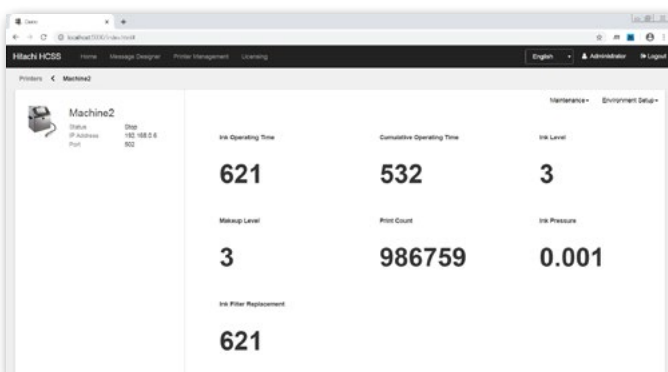 Demo
localhost:5000/index.html#
Hitachi HCSS Home Message Designer Printer Management Licensing English Administrator Logout
Printers Machine2
Maintenance Environment Setup
Machine2
Status Stop
IP Address 192.168.0.6
Port 502
Ink Operating Time Cumulative Operating Time Ink Level
621 532 3
Makeup Level Print Count Ink Pressure
3 986759 0.001
Ink Filter Replacement
621